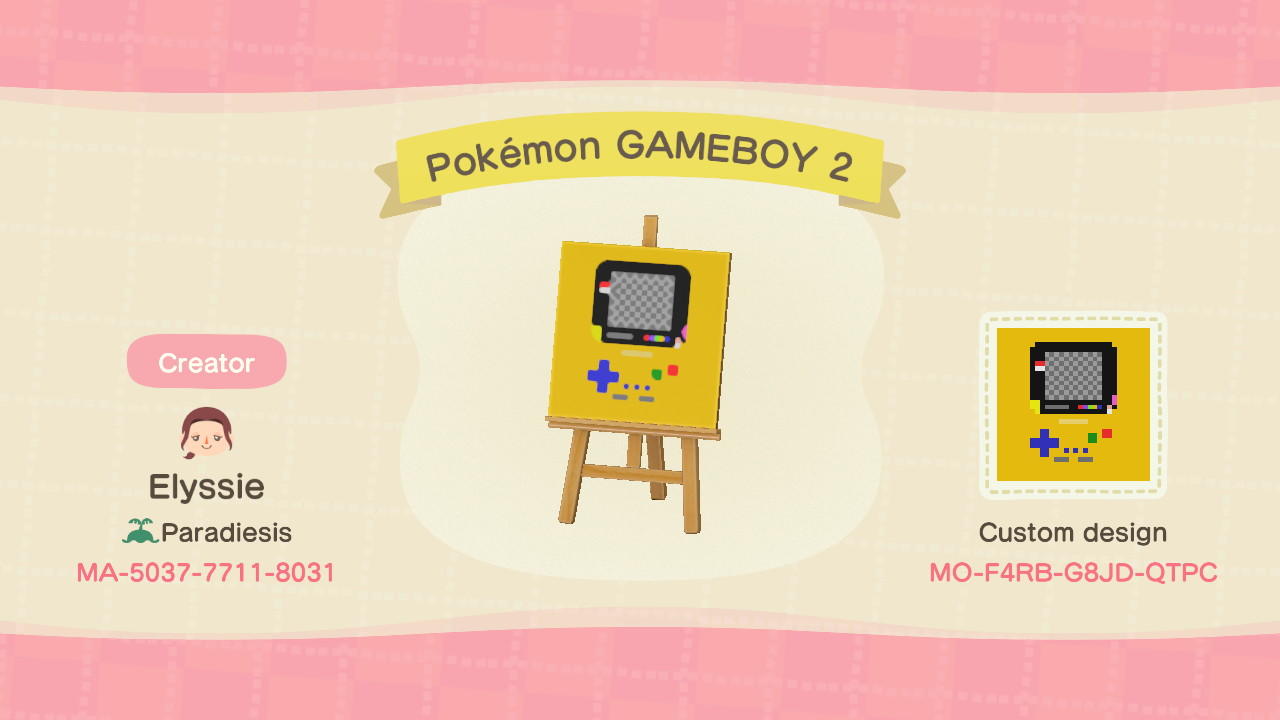 Pokémon GAMEBOY 2
Creator
Elyssie
Paradiesis
MA-5037-7711-8031
Custom design
MO-F4RB-G8JD-QTPC